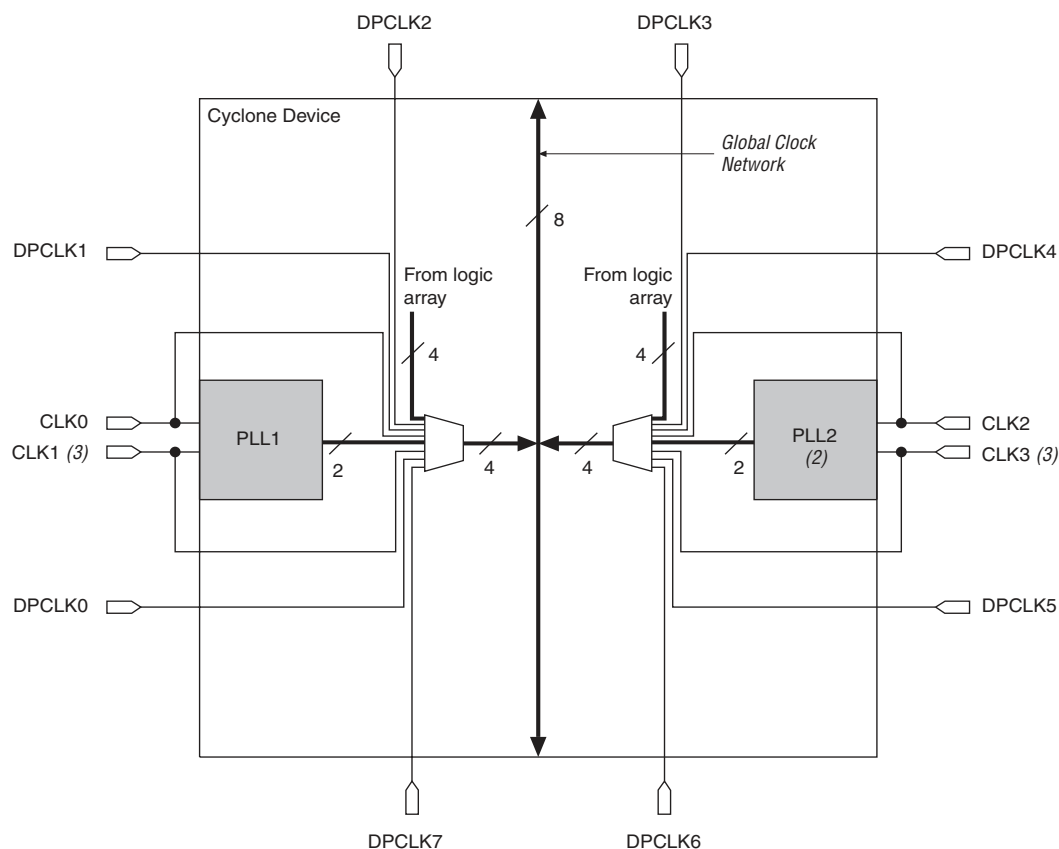 DPCLK2
DPCLK3
Cyclone Device
Global Clock
Network
8
DPCLK1
DPCLK4
From logic
array
From logic
array
4
4
CLK0
CLK1 (3)
PLL1
2
4
4
2
PLL2
(2)
CLK2
CLK3 (3)
DPCLK0
DPCLK5
DPCLK7
DPCLK6